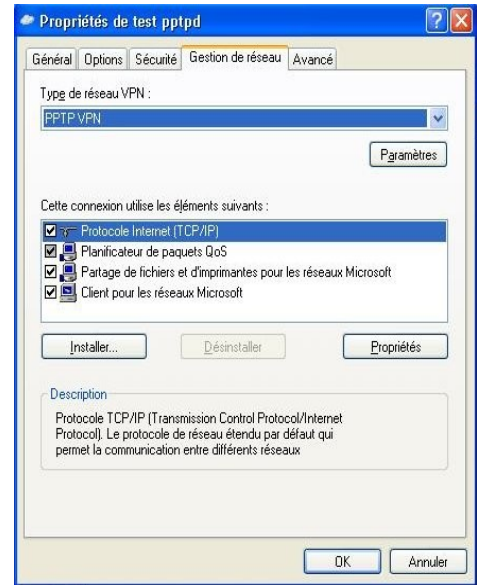 Propriétés de test pptpd
Général Options Sécurité Gestion de réseau Avancé
Type de réseau VPN :
PPTP VPN
Paramètres
Cette connexion utilise les éléments suivants :
Protocole Internet (TCP/IP)
Planificateur de paquets QoS
Partage de fichiers et d'imprimantes pour les réseaux Microsoft
Client pour les réseaux Microsoft
Installer... Désinstaller Propriétés
Description
Protocole TCP/IP (Transmission Control Protocol/Internet
Protocol). Le protocole de réseau étendu par défaut qui
permet la communication entre différents réseaux
OK Annuler